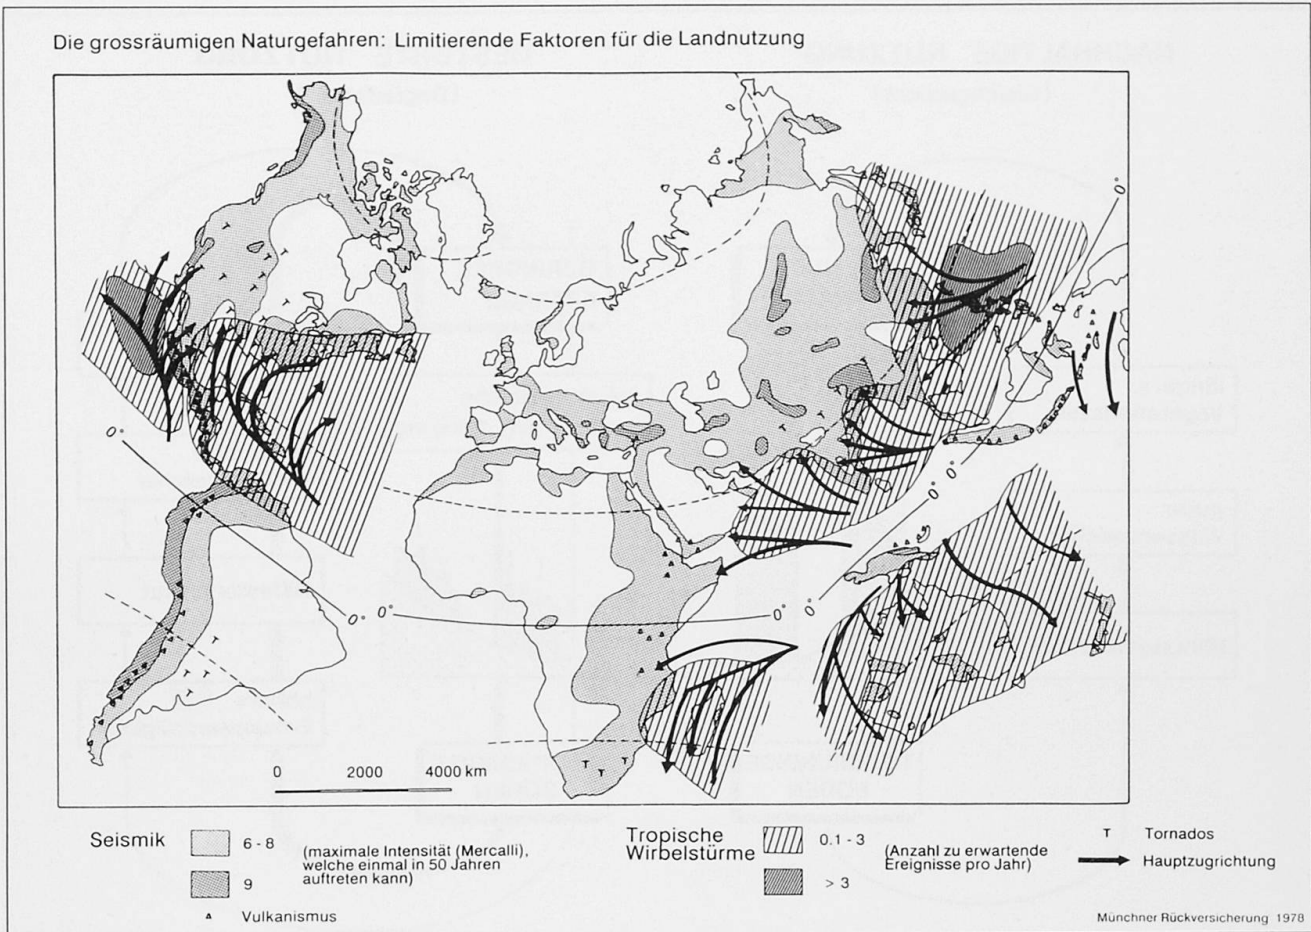 Die grossräumigen Naturgefahren: Limitierende Faktoren für die Landnutzung
0°
0°
0°
0°
0°
0°
0°
0
0 2000 4000 km
Seismik
6 - 8
9
(maximale Intensität (Mercalli),
welche einmal in 50 Jahren
auftreten kann)
Vulkanismus
Tropische
Wirbelstürme
0.1 - 3
> 3
(Anzahl zu erwartende
Ereignisse pro Jahr)
T Tornados
Hauptzugrichtung
Münchner Rückversicherung 1978